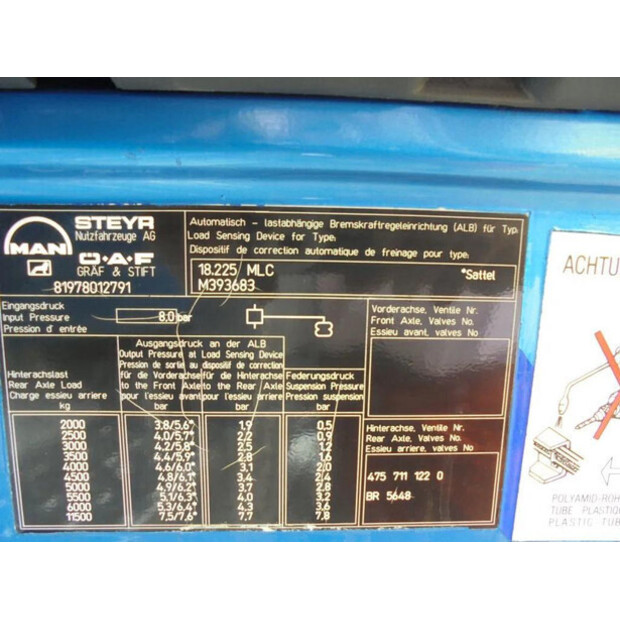 MAN
STEYR
Nutzfahrzeuge AG
Ö.A.F
GRÄF & STIFT
81978012791
Automatisch - lastabhängige Bremskraftregeleinrichtung (ALB) für Typ:
Load Sensing Device for Type:
Dispositif de correction automatique de freinage pour type:
18.225 MLC *Sattel
M393683
Eingangsdruck
Input Pressure 8.0 bar
Pression d' entrée
Vorderachse, Ventile Nr.
Front Axle, Valves No.
Essieu avant, valves No.
Hinterachslast
Rear Axle Load
Charge essieu arriere
kg
Ausgangsdruck an der ALB
Output Pressure at Load Sensing Device
Pression de sortie au dispositif de correction
für die Vorderachse
to the Front Axle
pour l'essieu avant
bar
für die Hinterachse
to the Rear Axle
pour l'essieu arriere
bar
Federungsdruck
Suspension Pressure
Pression suspension
bar
2000 3.8/5.6* 1.9 0.5
2500 4.0/5.7* 2.2 0.9
3000 4.2/5.8* 1.2
3500 4.4/5.9* 2.8 1.6
4000 4.6/6.0* 3.1 2.0
4500 4.8/6.1* 3.4 2.4
5000 4.9/6.2* 3.7 2.8
5500 5.1/6.3* 4.0 3.2
6000 5.3/6.4* 4.3 3.6
11500 7.5/7.6* 7.7 7.8
Hinterachse, Ventile Nr.
Rear Axle, Valves No.
Essieu arriere, valves No.
475 711 122 0
BR 5648
ACHTU
POLYAMID-ROH
TUBE PLASTIQU
PLASTIC TUB